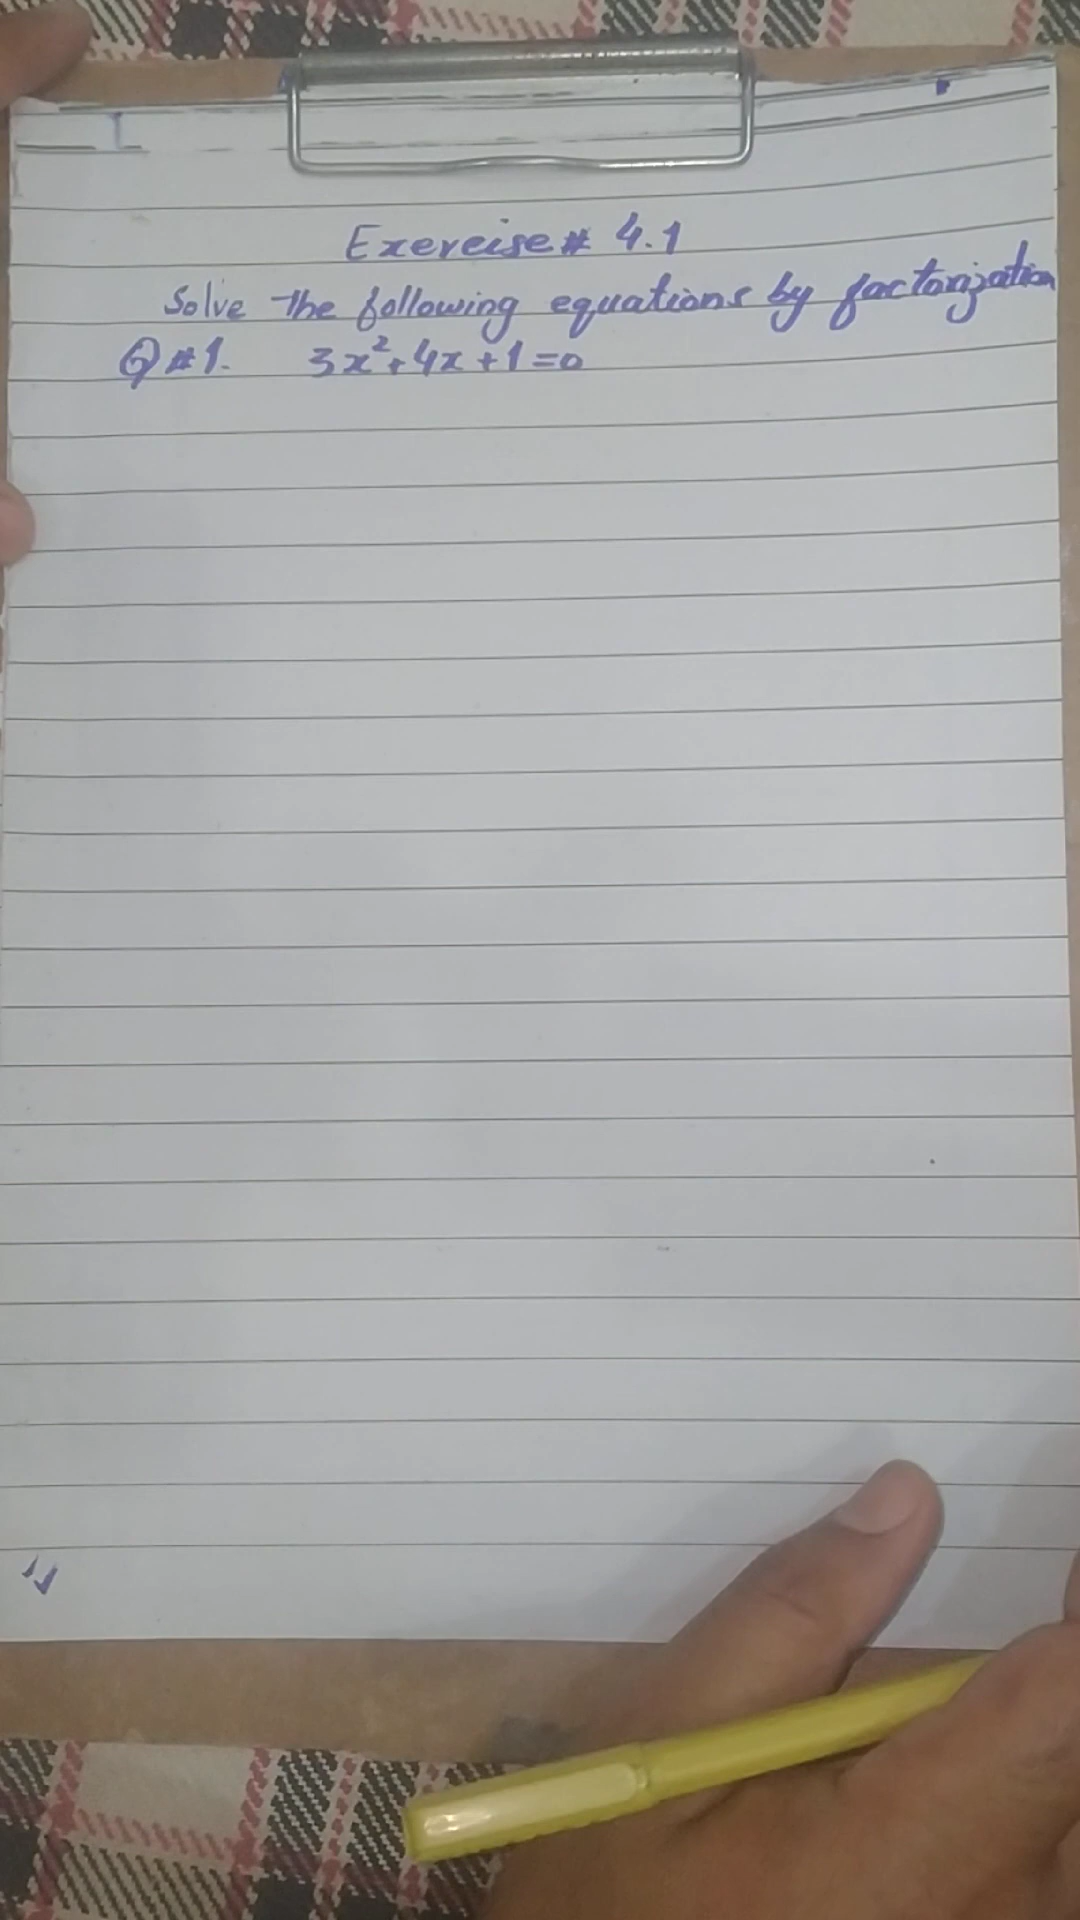 Exercise # 4.1
Solve the following equations by factorization
Q # 1. 3x²+4x+1=0